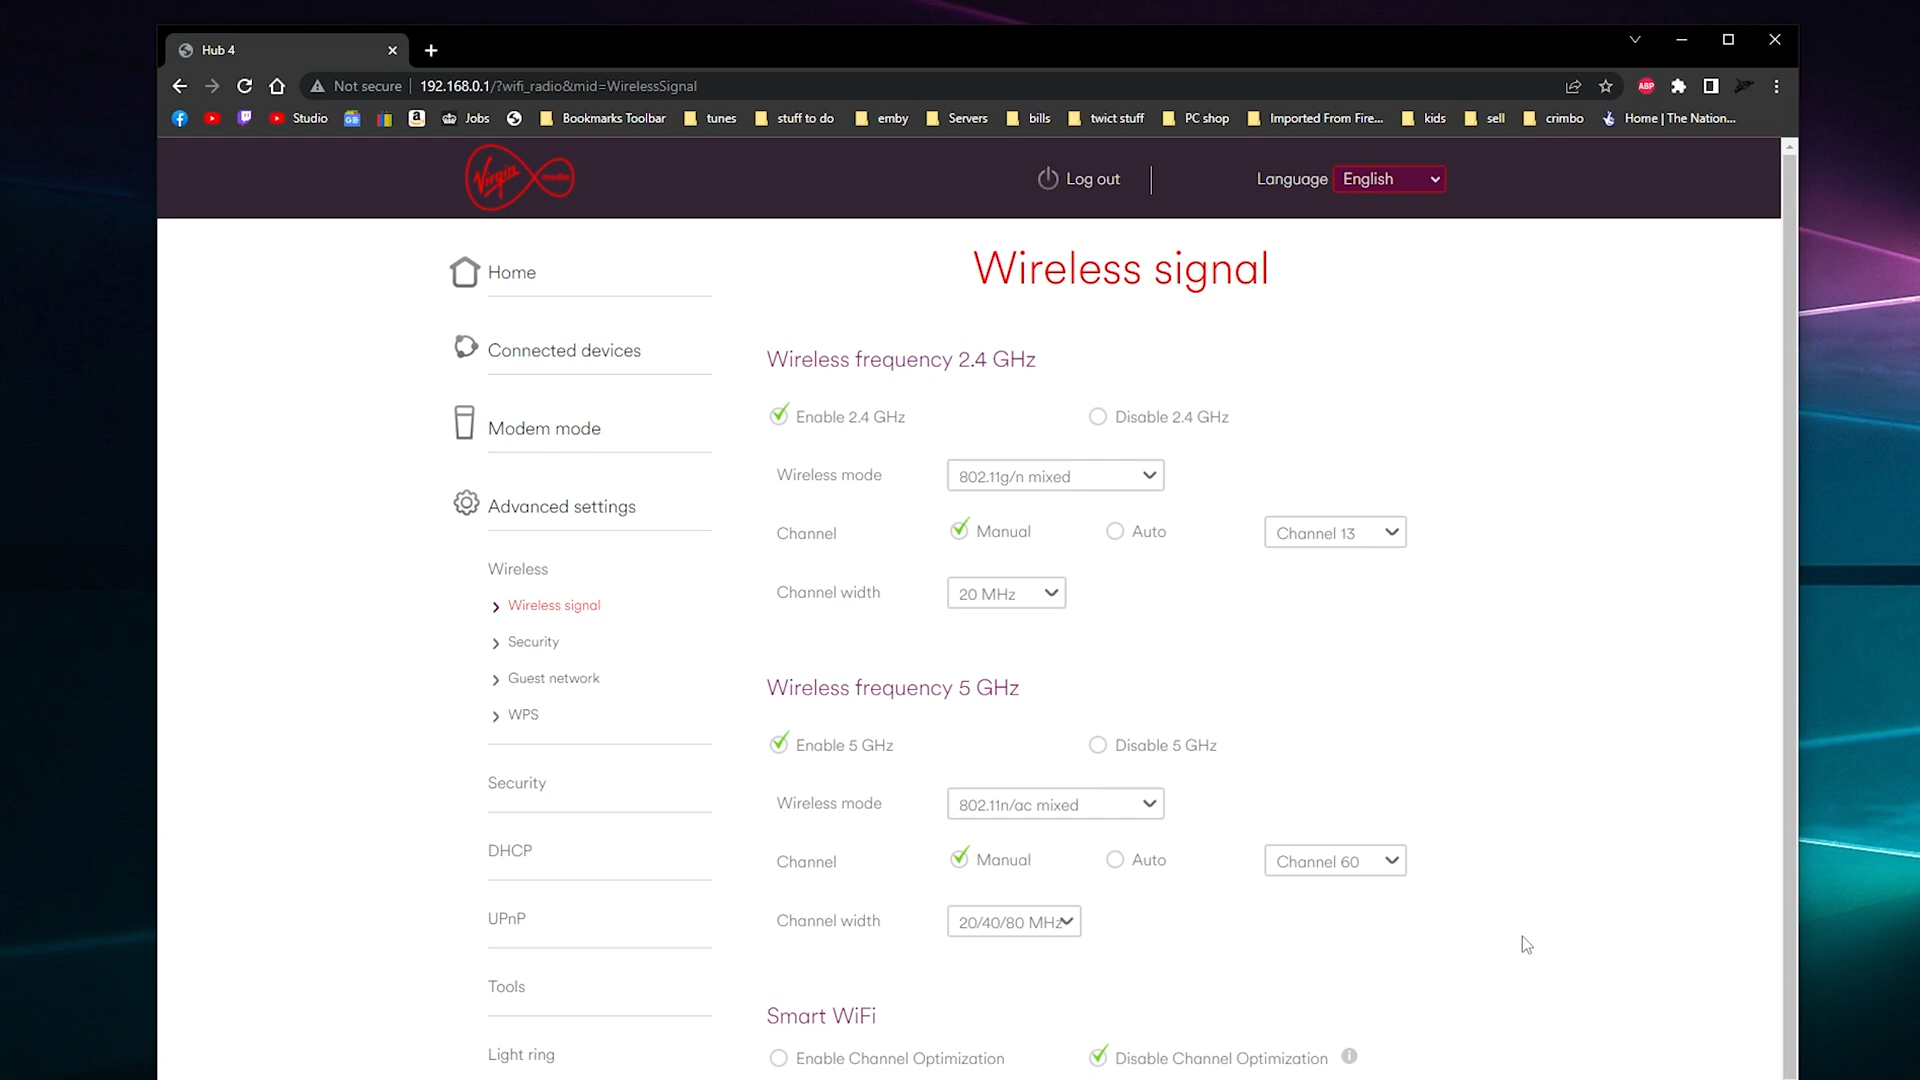 Hub 4
Not secure 192.168.0.1/?wifi_radio&mid=WirelessSignal
ABP
Studio Jobs Bookmarks Toolbar tunes stuff to do emby Servers bills twict stuff PC shop Imported From Fire... kids sell crimbo Home | The Nation...
Virgin media
Log out
Language English
Home
Connected devices
Modem mode
Advanced settings
Wireless
Wireless signal
Security
Guest network
WPS
Security
DHCP
UPnP
Tools
Light ring
Wireless signal
Wireless frequency 2.4 GHz
Enable 2.4 GHz Disable 2.4 GHz
Wireless mode 802.11g/n mixed
Channel Manual Auto Channel 13
Channel width 20 MHz
Wireless frequency 5 GHz
Enable 5 GHz Disable 5 GHz
Wireless mode 802.11n/ac mixed
Channel Manual Auto Channel 60
Channel width 20/40/80 MHz
Smart WiFi
Enable Channel Optimization Disable Channel Optimization